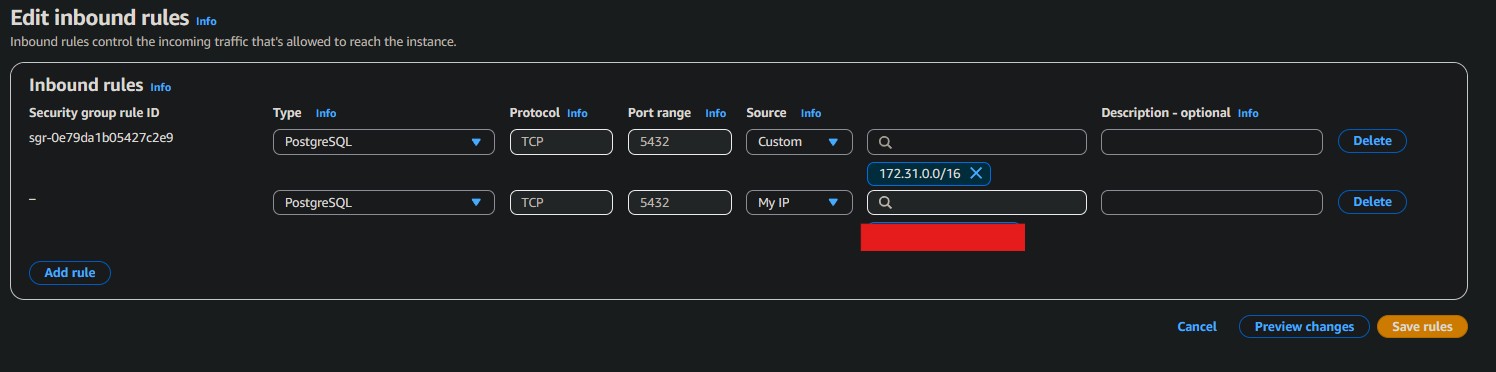 Edit inbound rules Info
Inbound rules control the incoming traffic that's allowed to reach the instance.
Inbound rules Info
Security group rule ID Type Info Protocol Info Port range Info Source Info Description - optional Info
sgr-0e79da1b05427c2e9 PostgreSQL TCP 5432 Custom Delete
172.31.0.0/16
– PostgreSQL TCP 5432 My IP Delete
Add rule
Cancel Preview changes Save rules